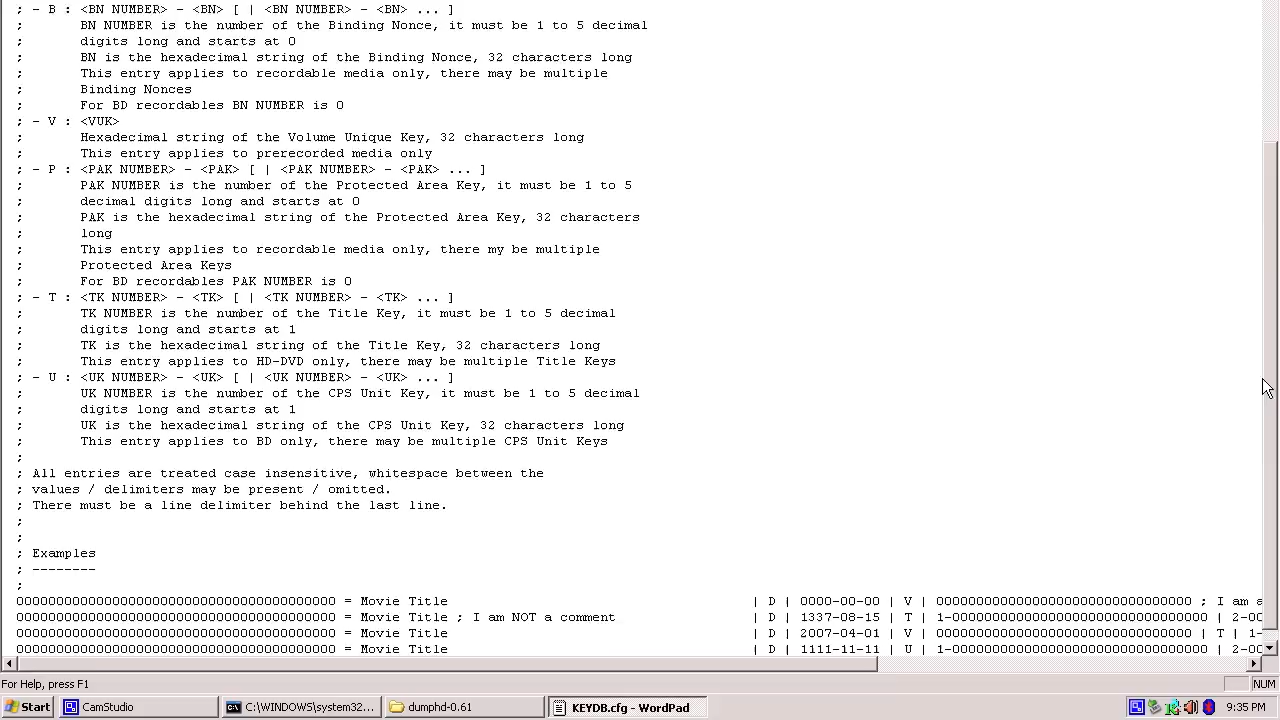 ; - B : <BN NUMBER> - <BN> [ | <BN NUMBER> - <BN> ... ]
; BN NUMBER is the number of the Binding Nonce, it must be 1 to 5 decimal
; digits long and starts at 0
; BN is the hexadecimal string of the Binding Nonce, 32 characters long
; This entry applies to recordable media only, there may be multiple
; Binding Nonces
; For BD recordables BN NUMBER is 0
; - V : <VUK>
; Hexadecimal string of the Volume Unique Key, 32 characters long
; This entry applies to prerecorded media only
; - P : <PAK NUMBER> - <PAK> [ | <PAK NUMBER> - <PAK> ... ]
; PAK NUMBER is the number of the Protected Area Key, it must be 1 to 5
; decimal digits long and starts at 0
; PAK is the hexadecimal string of the Protected Area Key, 32 characters
; long
; This entry applies to recordable media only, there my be multiple
; Protected Area Keys
; For BD recordables PAK NUMBER is 0
; - T : <TK NUMBER> - <TK> [ | <TK NUMBER> - <TK> ... ]
; TK NUMBER is the number of the Title Key, it must be 1 to 5 decimal
; digits long and starts at 1
; TK is the hexadecimal string of the Title Key, 32 characters long
; This entry applies to HD-DVD only, there may be multiple Title Keys
; - U : <UK NUMBER> - <UK> [ | <UK NUMBER> - <UK> ... ]
; UK NUMBER is the number of the CPS Unit Key, it must be 1 to 5 decimal
; digits long and starts at 1
; UK is the hexadecimal string of the CPS Unit Key, 32 characters long
; This entry applies to BD only, there may be multiple CPS Unit Keys
;
; All entries are treated case insensitive, whitespace between the
; values / delimiters may be present / omitted.
; There must be a line delimiter behind the last line.
;
;
; Examples
; --------
;
0000000000000000000000000000000000000000 = Movie Title | D | 0000-00-00 | V | 00000000000000000000000000000000 ; I am a
0000000000000000000000000000000000000000 = Movie Title ; I am NOT a comment | D | 1337-08-15 | T | 1-00000000000000000000000000000000 | 2-00
0000000000000000000000000000000000000000 = Movie Title | D | 2007-04-01 | V | 00000000000000000000000000000000 | T | 1-
0000000000000000000000000000000000000000 = Movie Title | D | 1111-11-11 | U | 1-00000000000000000000000000000000 | 2-00
For Help, press F1 NUM
Start CamStudio C:\WINDOWS\system32... dumphd-0.61 KEYDB.cfg - WordPad 9:35 PM